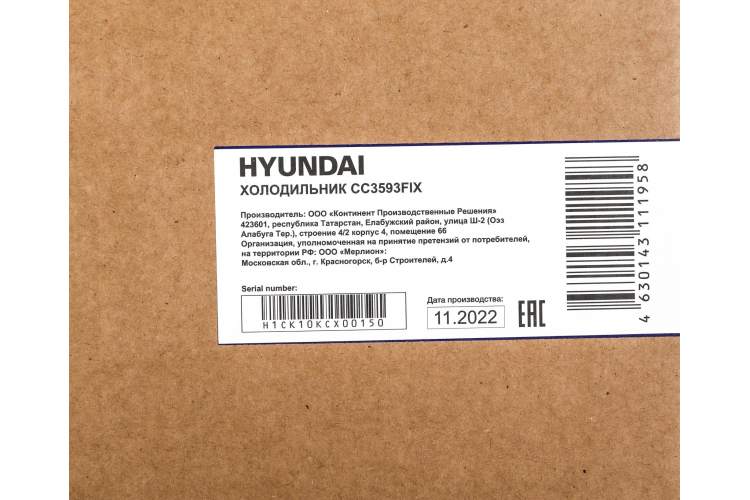 HYUNDAI
ХОЛОДИЛЬНИК CC3593FIX
Производитель: ООО «Континент Производственные Решения»
423601, республика Татарстан, Елабужский район, улица Ш-2 (Оэз
Алабуга Тер.), строение 4/2 корпус 4, помещение 66
Организация, уполномоченная на принятие претензий от потребителей,
на территории РФ: ООО «Мерлион»:
Московская обл., г. Красногорск, б-р Строителей, д.4
Serial number:
H1CK10KCX00150
Дата производства:
11.2022
EAC
4 630143 111958